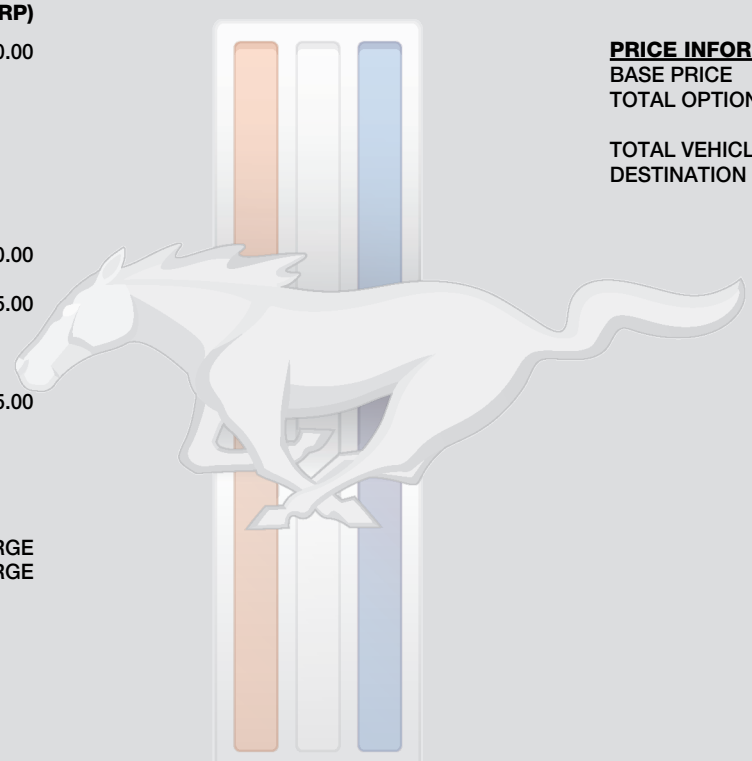 RP)
0.00
0.00
5.00
5.00
RGE
RGE
PRICE INFOR
BASE PRICE
TOTAL OPTION
TOTAL VEHICL
DESTINATION